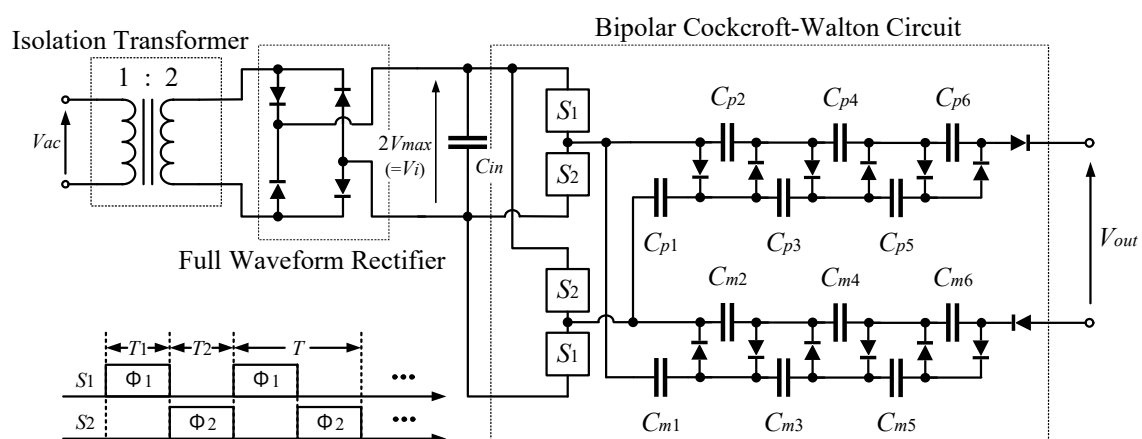 Bipolar Cockcroft-Walton Circuit
Isolation Transformer
1 : 2
Vac
2Vmax
(=Vi)
Cin
S1
S2
S2
S1
Cp2
Cp4
Cp6
Cp1
Cp3
Cp5
Cm2
Cm4
Cm6
Cm1
Cm3
Cm5
Vout
Full Waveform Rectifier
T1 T2 T
S1 Φ1 Φ1 •••
S2 Φ2 Φ2 •••